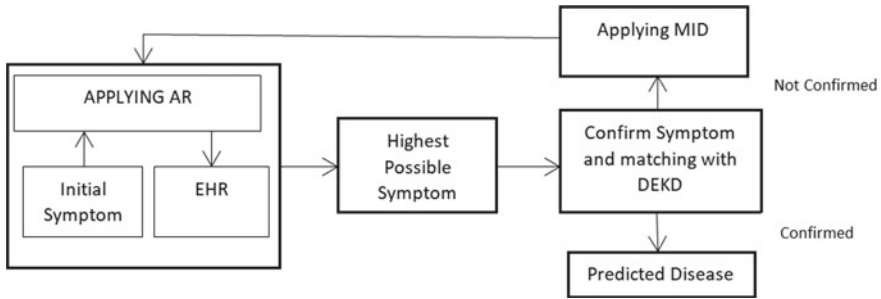 Applying MID
Not Confirmed
APPLYING AR
Initial
Symptom
EHR
Highest
Possible
Symptom
Confirm Symptom
and matching with
DEKD
Confirmed
Predicted Disease